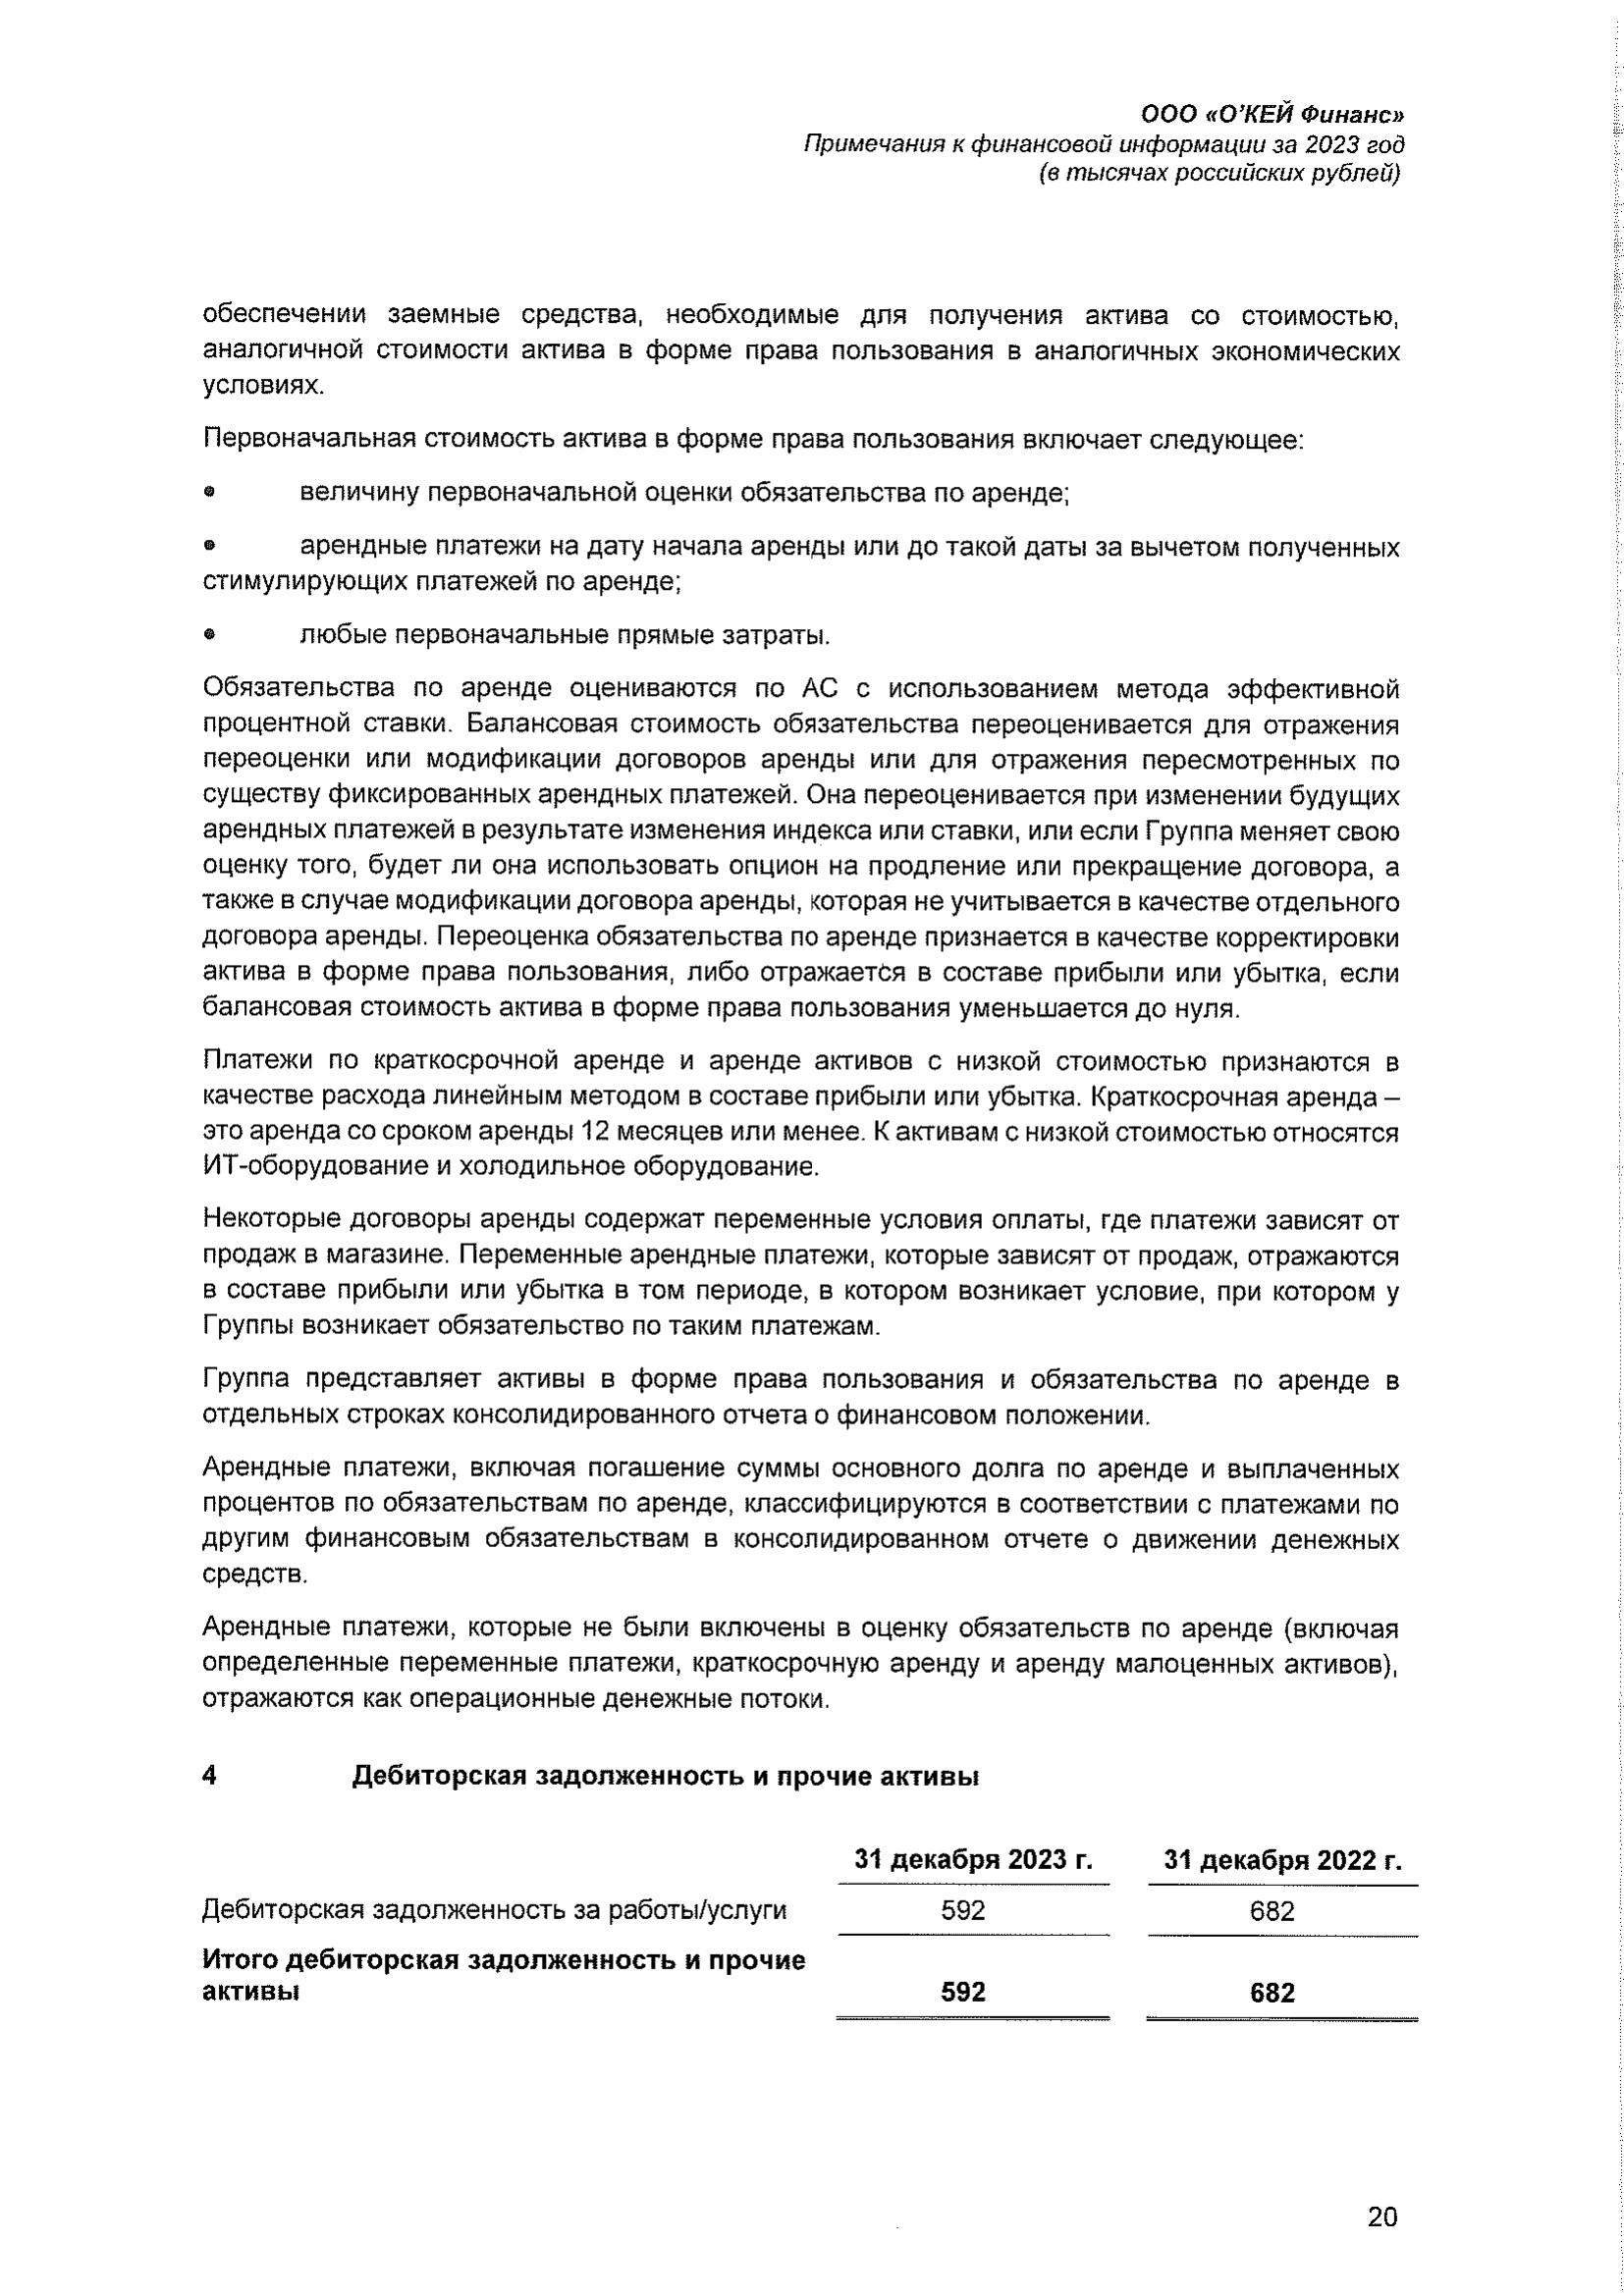 ООО «О’КЕЙ Финанс»
Примечания к финансовой информации за 2023 год
(в тысячах российских рублей)
обеспечении заемные средства, необходимые для получения актива со стоимостью,
аналогичной стоимости актива в форме права пользования в аналогичных экономических
условиях.
Первоначальная стоимость актива в форме права пользования включает следующее:
• величину первоначальной оценки обязательства по аренде;
• арендные платежи на дату начала аренды или до такой даты за вычетом полученных
стимулирующих платежей по аренде;
• любые первоначальные прямые затраты.
Обязательства по аренде оцениваются по АС с использованием метода эффективной
процентной ставки. Балансовая стоимость обязательства переоценивается для отражения
переоценки или модификации договоров аренды или для отражения пересмотренных по
существу фиксированных арендных платежей. Она переоценивается при изменении будущих
арендных платежей в результате изменения индекса или ставки, или если Группа меняет свою
оценку того, будет ли она использовать опцион на продление или прекращение договора, а
также в случае модификации договора аренды, которая не учитывается в качестве отдельного
договора аренды. Переоценка обязательства по аренде признается в качестве корректировки
актива в форме права пользования, либо отражается в составе прибыли или убытка, если
балансовая стоимость актива в форме права пользования уменьшается до нуля.
Платежи по краткосрочной аренде и аренде активов с низкой стоимостью признаются в
качестве расхода линейным методом в составе прибыли или убытка. Краткосрочная аренда –
это аренда со сроком аренды 12 месяцев или менее. К активам с низкой стоимостью относятся
ИТ-оборудование и холодильное оборудование.
Некоторые договоры аренды содержат переменные условия оплаты, где платежи зависят от
продаж в магазине. Переменные арендные платежи, которые зависят от продаж, отражаются
в составе прибыли или убытка в том периоде, в котором возникает условие, при котором у
Группы возникает обязательство по таким платежам.
Группа представляет активы в форме права пользования и обязательства по аренде в
отдельных строках консолидированного отчета о финансовом положении.
Арендные платежи, включая погашение суммы основного долга по аренде и выплаченных
процентов по обязательствам по аренде, классифицируются в соответствии с платежами по
другим финансовым обязательствам в консолидированном отчете о движении денежных
средств.
Арендные платежи, которые не были включены в оценку обязательств по аренде (включая
определенные переменные платежи, краткосрочную аренду и аренду малоценных активов),
отражаются как операционные денежные потоки.
4 Дебиторская задолженность и прочие активы
31 декабря 2023 г. 31 декабря 2022 г.
Дебиторская задолженность за работы/услуги 592 682
Итого дебиторская задолженность и прочие
активы 592 682
20